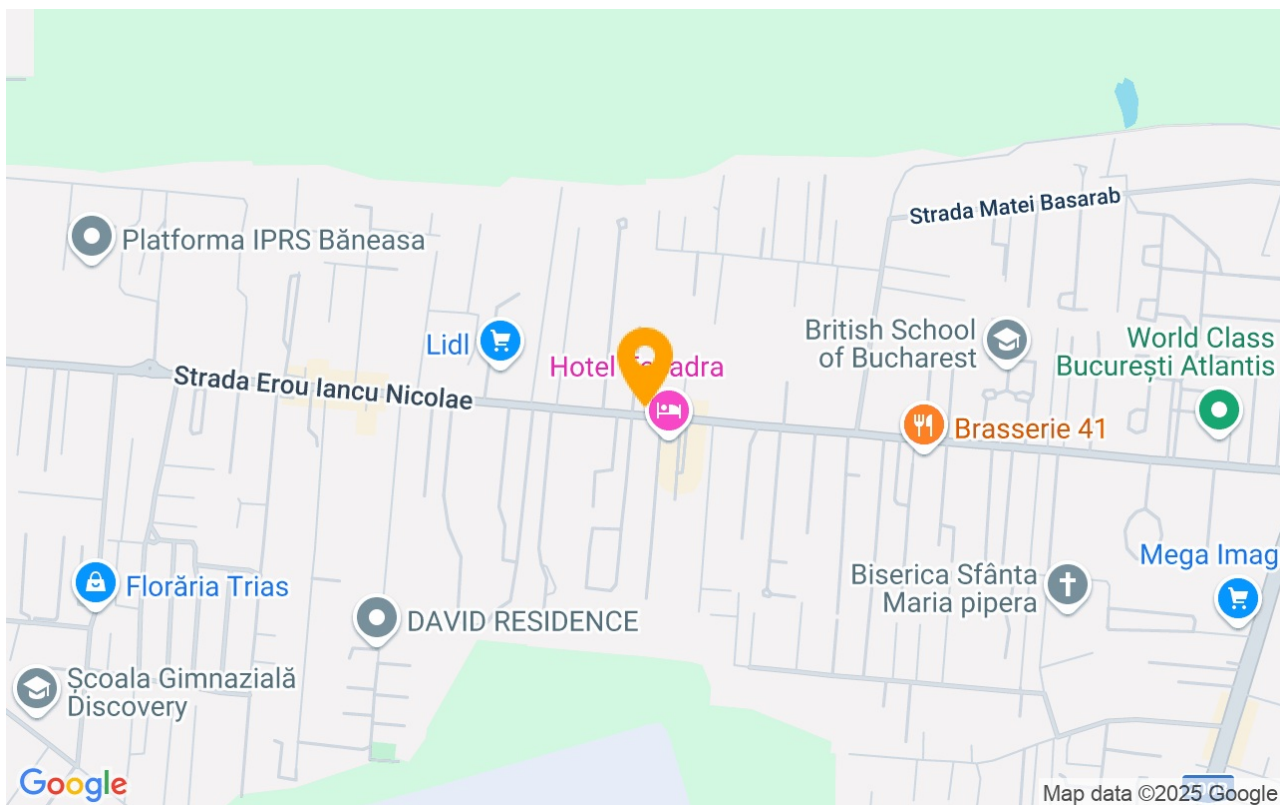 Strada Matei Basarab
Platforma IPRS Băneasa
British School
of Bucharest
World Class
București Atlantis
Lidl
Hotel
Strada Erou Iancu Nicolae
Brasserie 41
Mega Imag
Biserica Sfânta
Maria pipera
Florăria Trias
DAVID RESIDENCE
Școala Gimnazială
Discovery
Google
Map data ©2025 Google